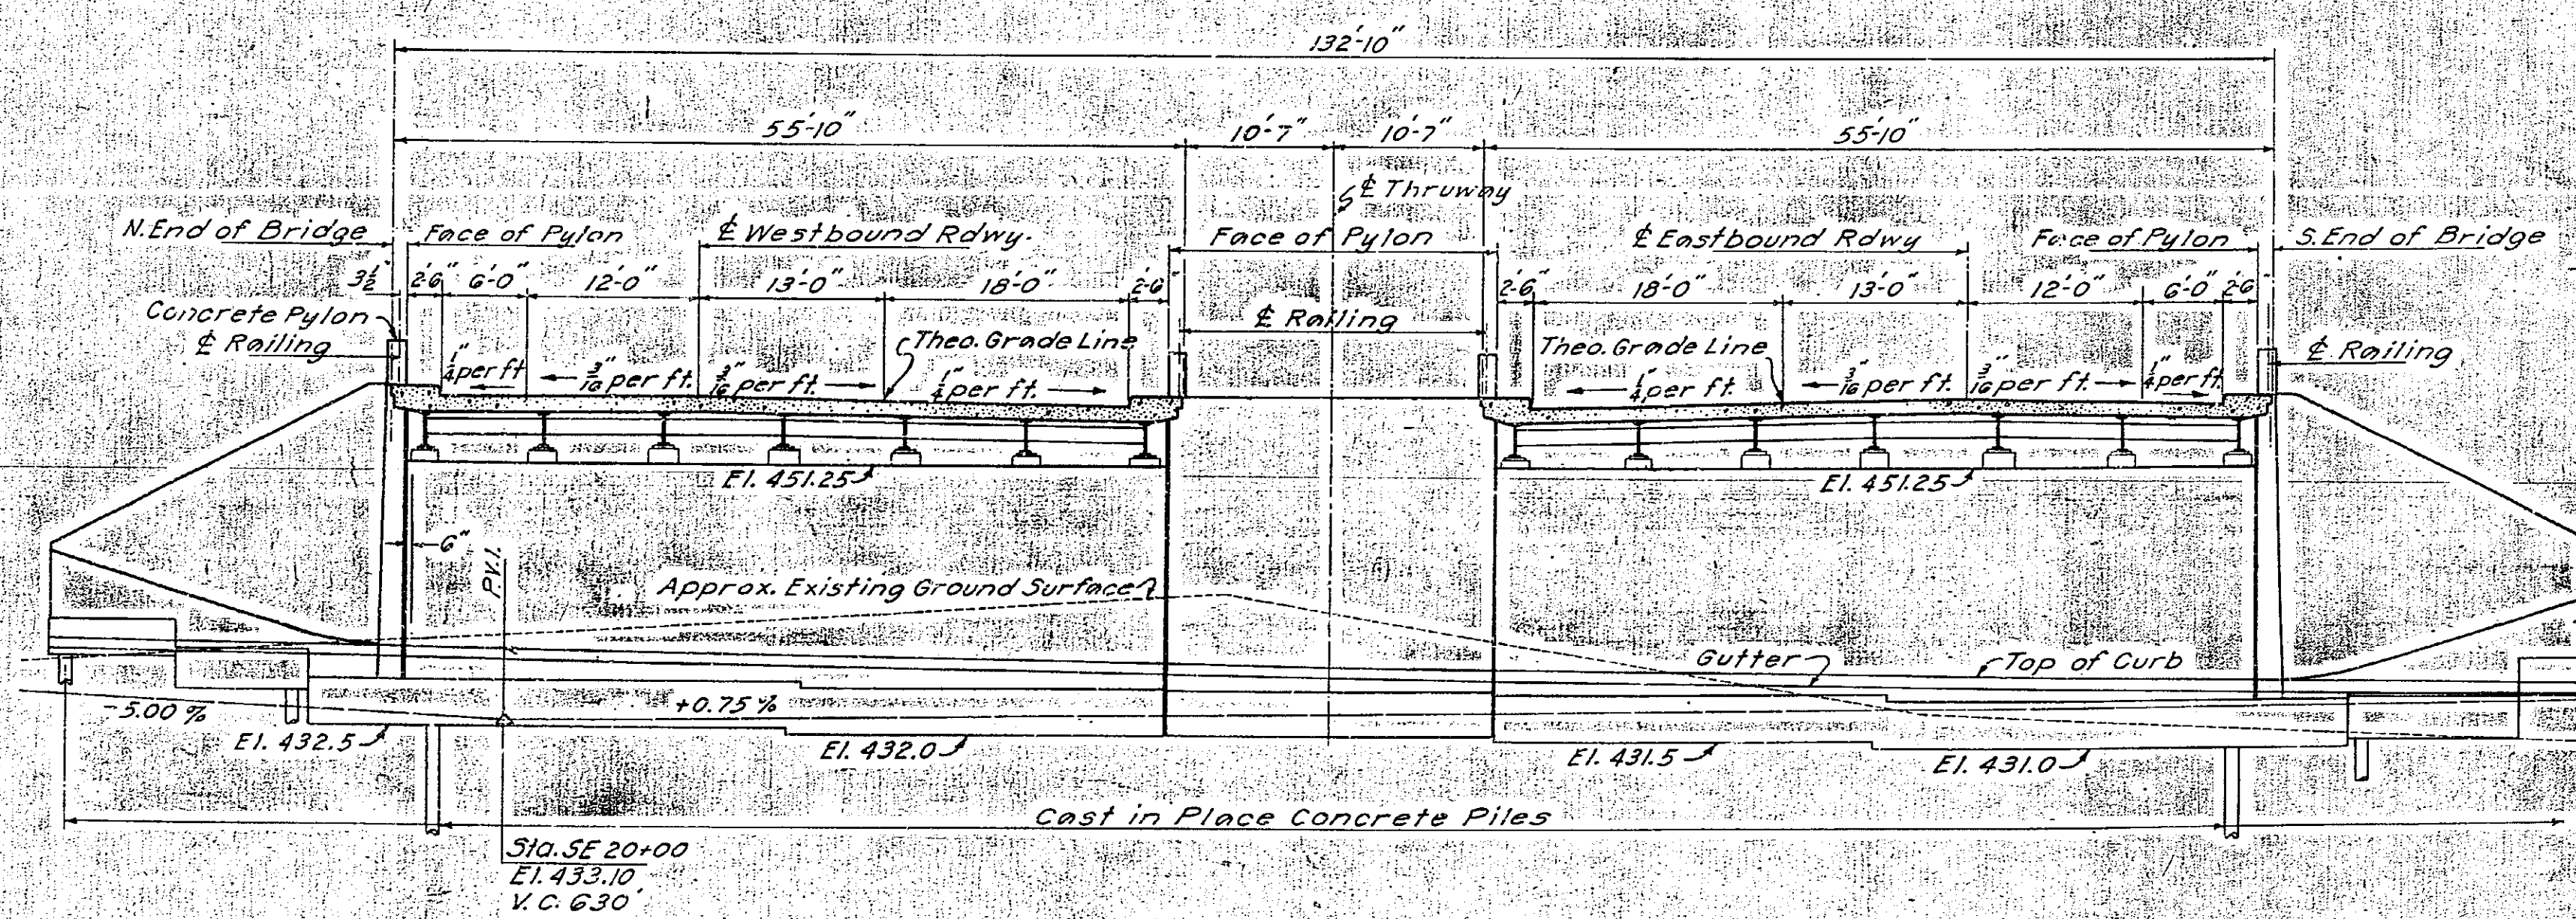 132'-10"
55'-10" 10'-7" 10'-7" 55'-10"
℄ Thruway
N. End of Bridge Face of Pylon ℄ Westbound Rdwy. Face of Pylon ℄ Eastbound Rdwy Face of Pylon S. End of Bridge
3½" 2'-6" 6'-0" 12'-0" 13'-0" 18'-0" 2'-6" 2'-6" 18'-0" 13'-0" 12'-0" 6'-0" 2'-6"
Concrete Pylon
℄ Railing
℄ Railing
℄ Railing
Theo. Grade Line Theo. Grade Line
¼" per ft. 3/16" per ft. 3/16" per ft. ¼" per ft. ¼" per ft. 3/16" per ft. 3/16" per ft. ¼" per ft.
El. 451.25 El. 451.25
6"
P.V.I.
Approx. Existing Ground Surface
Gutter Top of Curb
-5.00 % +0.75 %
El. 432.5 El. 432.0 El. 431.5 El. 431.0
Cast in Place Concrete Piles
Sta. SE 20+00
El. 433.10
V. C. 630'